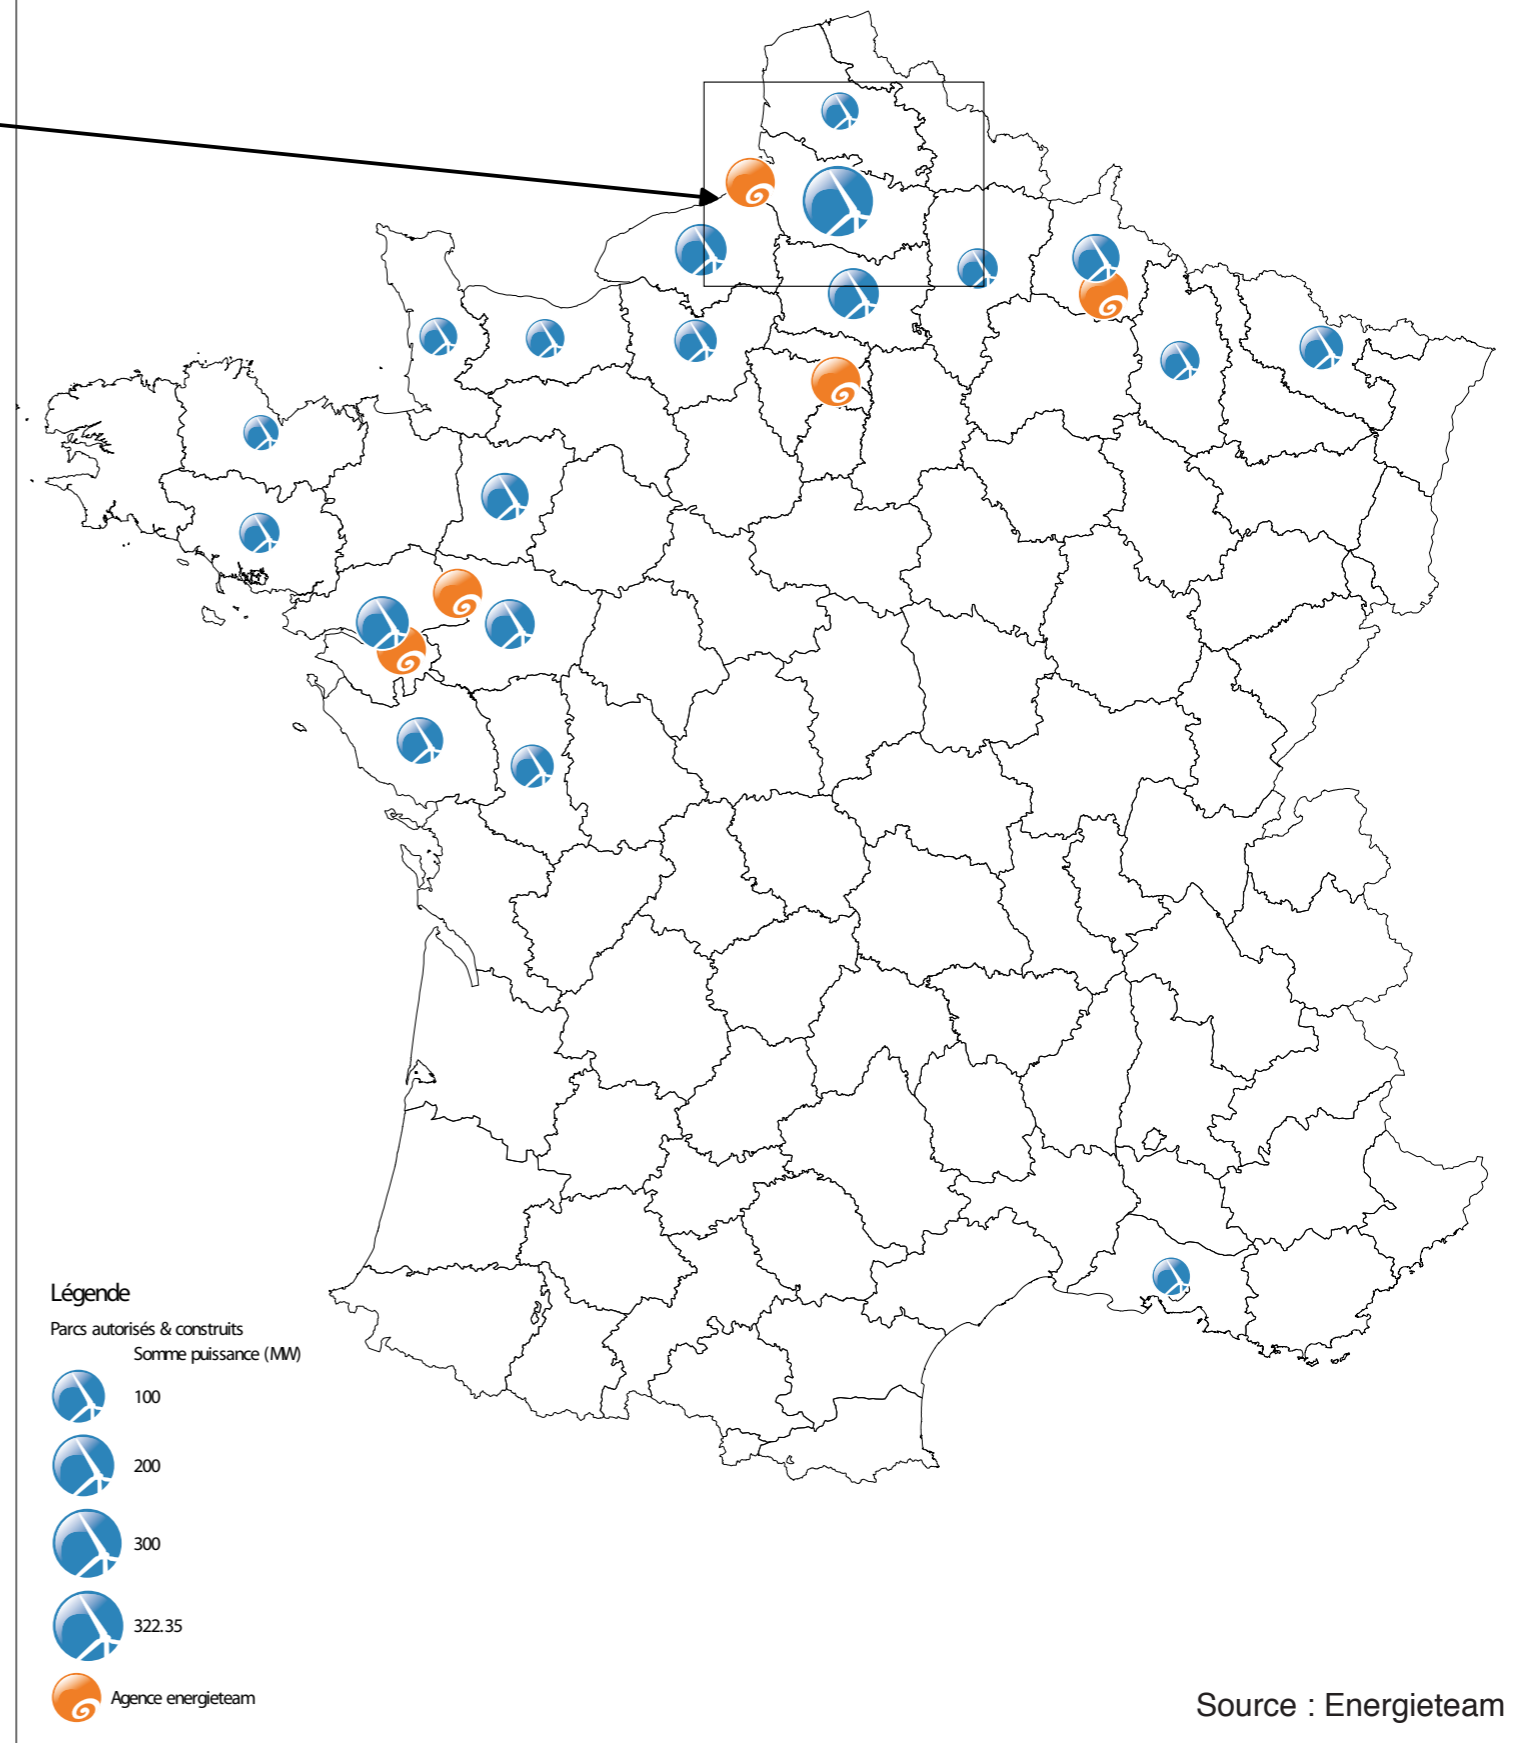 Légende
Parcs autorisés & construits
Somme puissance (MW)
100
200
300
322.35
Agence energieteam
Source : Energieteam